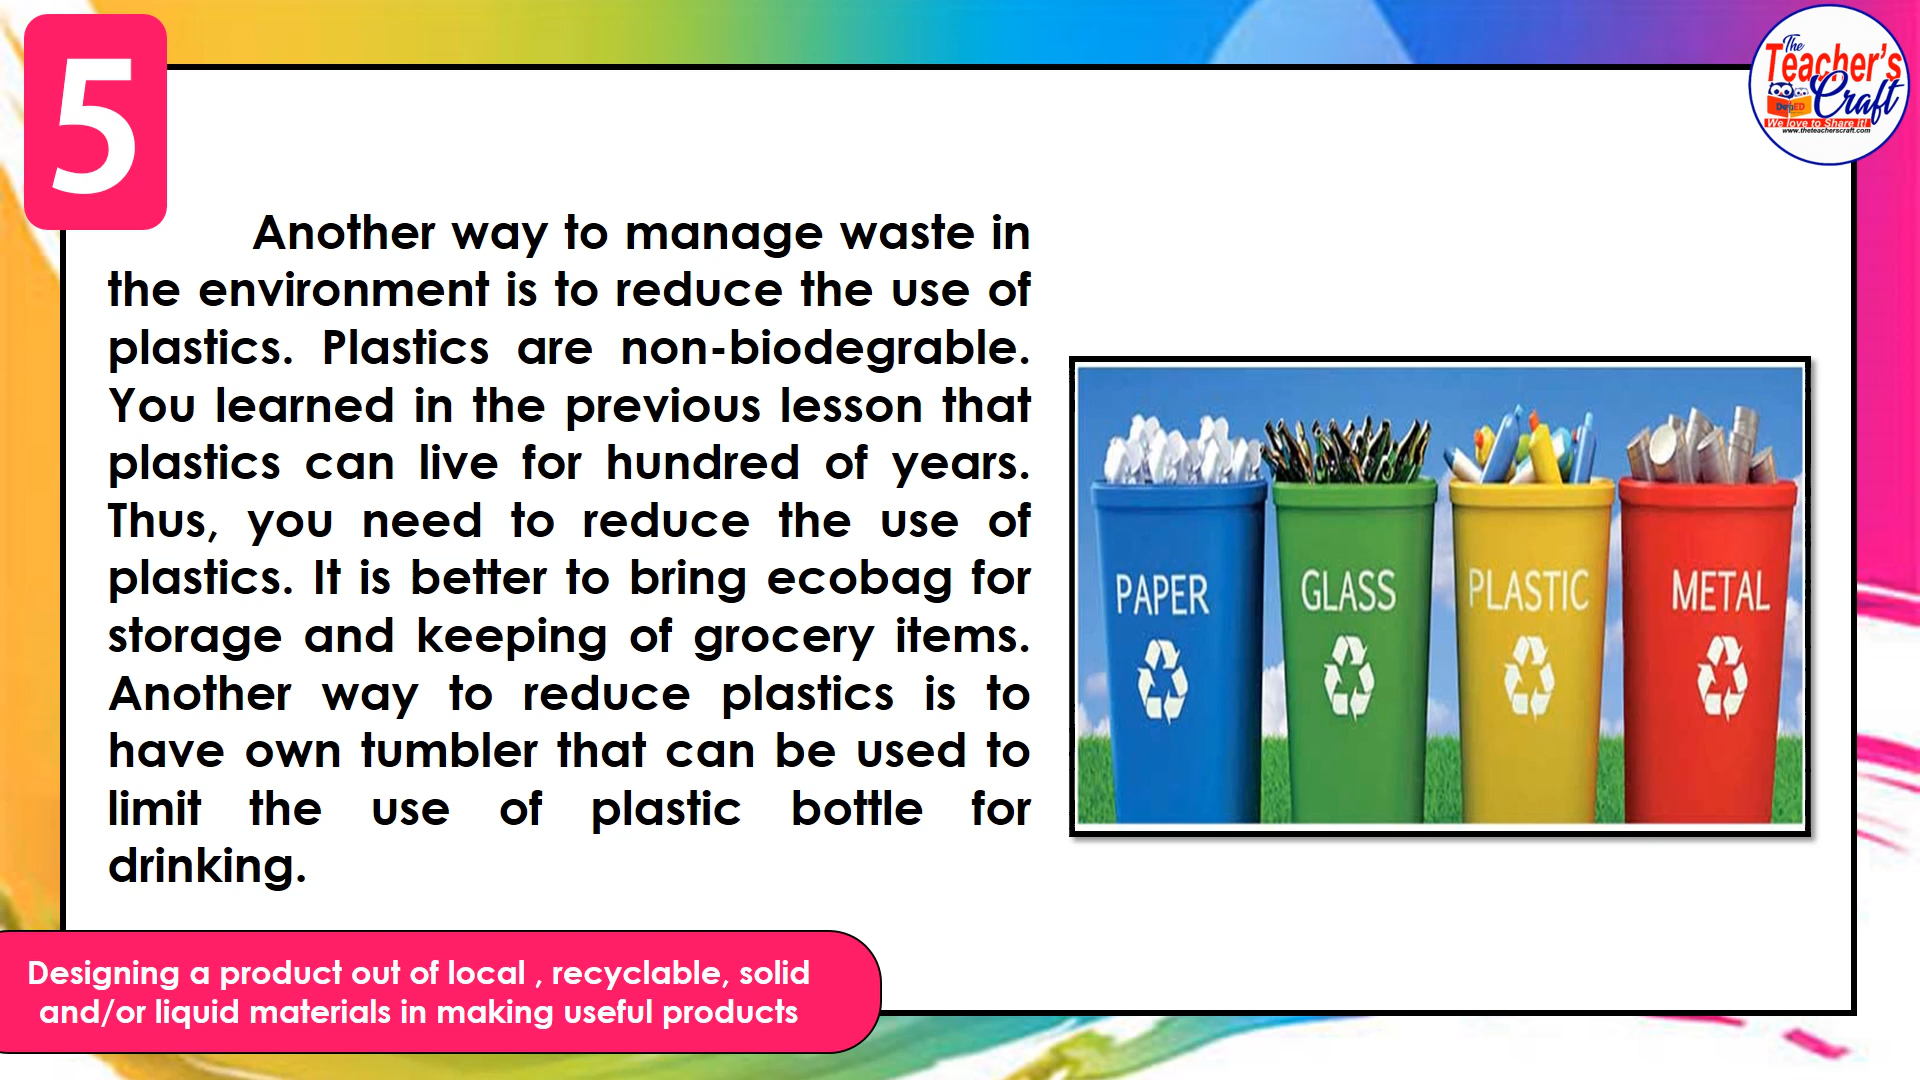 5
The
Teacher's
Craft
DepED
We love to Share It!
www.theteacherscraft.com
Another way to manage waste in
the environment is to reduce the use of
plastics. Plastics are non-biodegrable.
You learned in the previous lesson that
plastics can live for hundred of years.
Thus, you need to reduce the use of
plastics. It is better to bring ecobag for
storage and keeping of grocery items.
Another way to reduce plastics is to
have own tumbler that can be used to
limit the use of plastic bottle for
drinking.
PAPER
GLASS
PLASTIC
METAL
Designing a product out of local , recyclable, solid
and/or liquid materials in making useful products